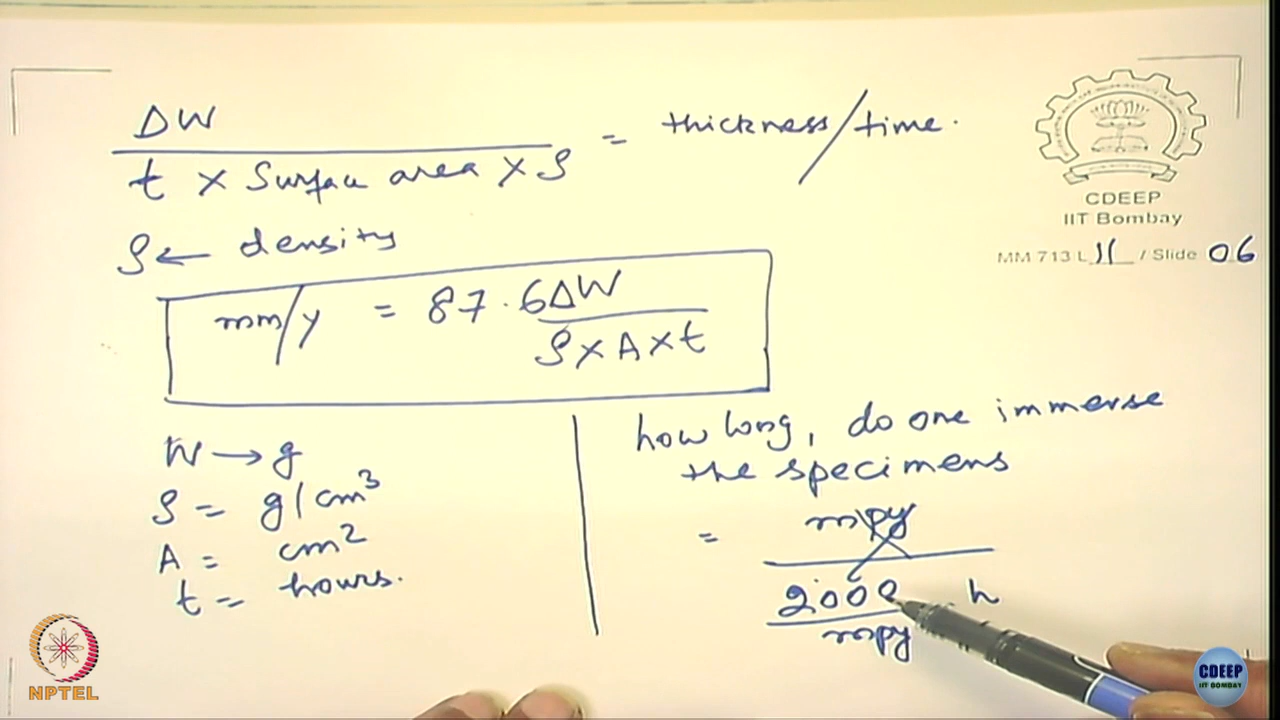 ΔW
t × Surface area × ρ = thickness/time.
ρ ← density
mm/y = 87.6ΔW
ρ × A × t
W → g
ρ = g/cm³
A = cm²
t = hours.
how long, do one immerse
the specimens
= mpy
2000 h
mpy
CDEEP
IIT Bombay
MM 713 L 11 / Slide 06
NPTEL
CDEEP
IIT BOMBAY